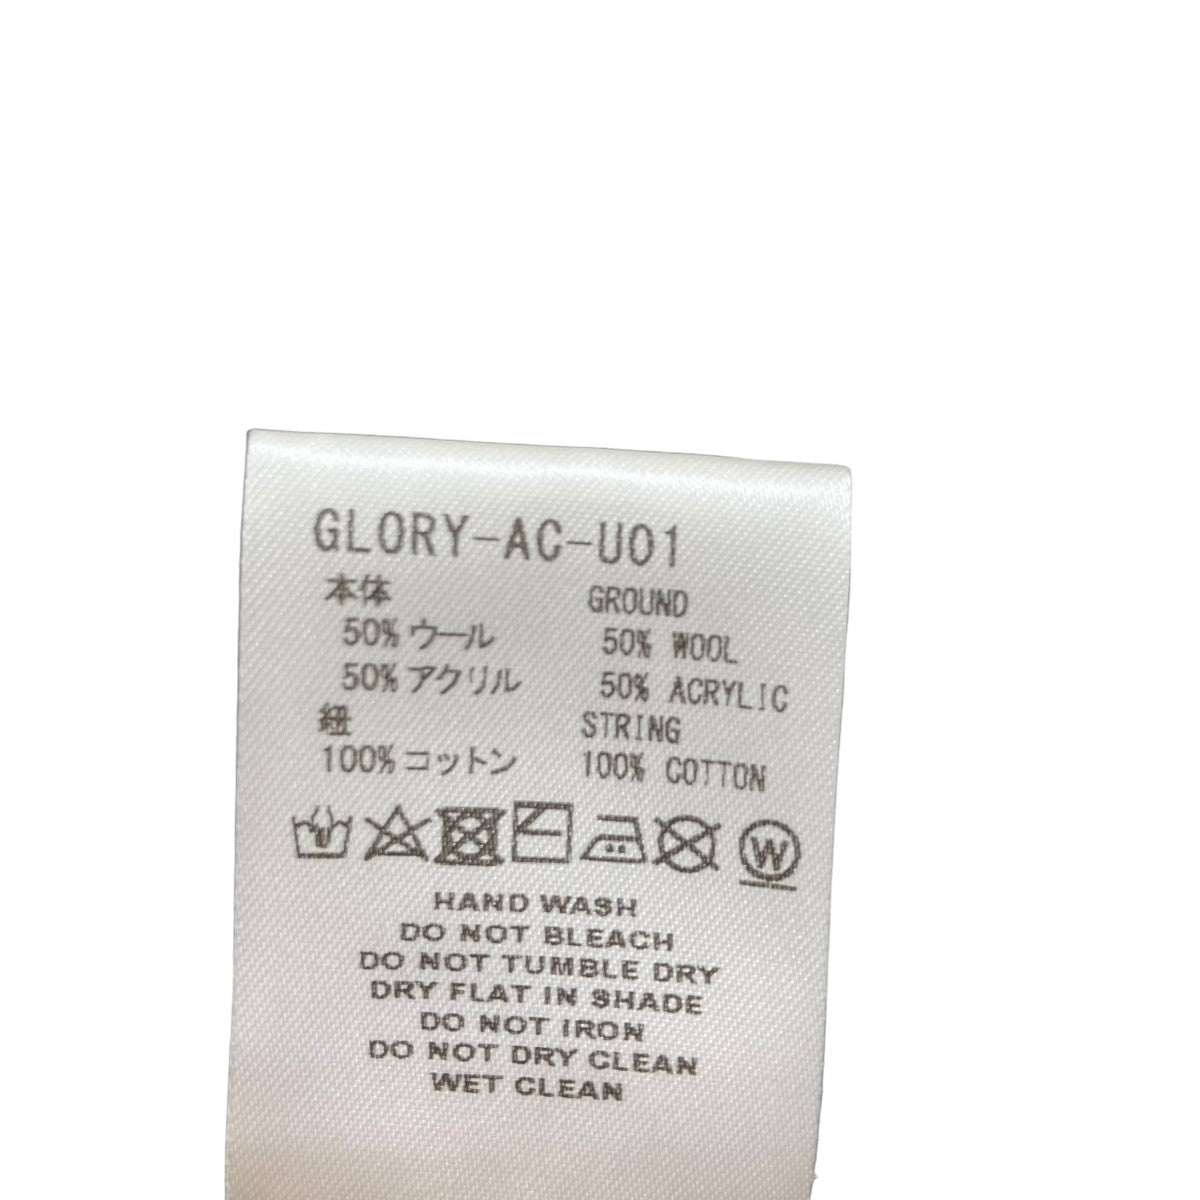 GLORY-AC-U01
本体 GROUND
50% ウール 50% WOOL
50% アクリル 50% ACRYLIC
紐 STRING
100% コットン 100% COTTON
W
HAND WASH
DO NOT BLEACH
DO NOT TUMBLE DRY
DRY FLAT IN SHADE
DO NOT IRON
DO NOT DRY CLEAN
WET CLEAN